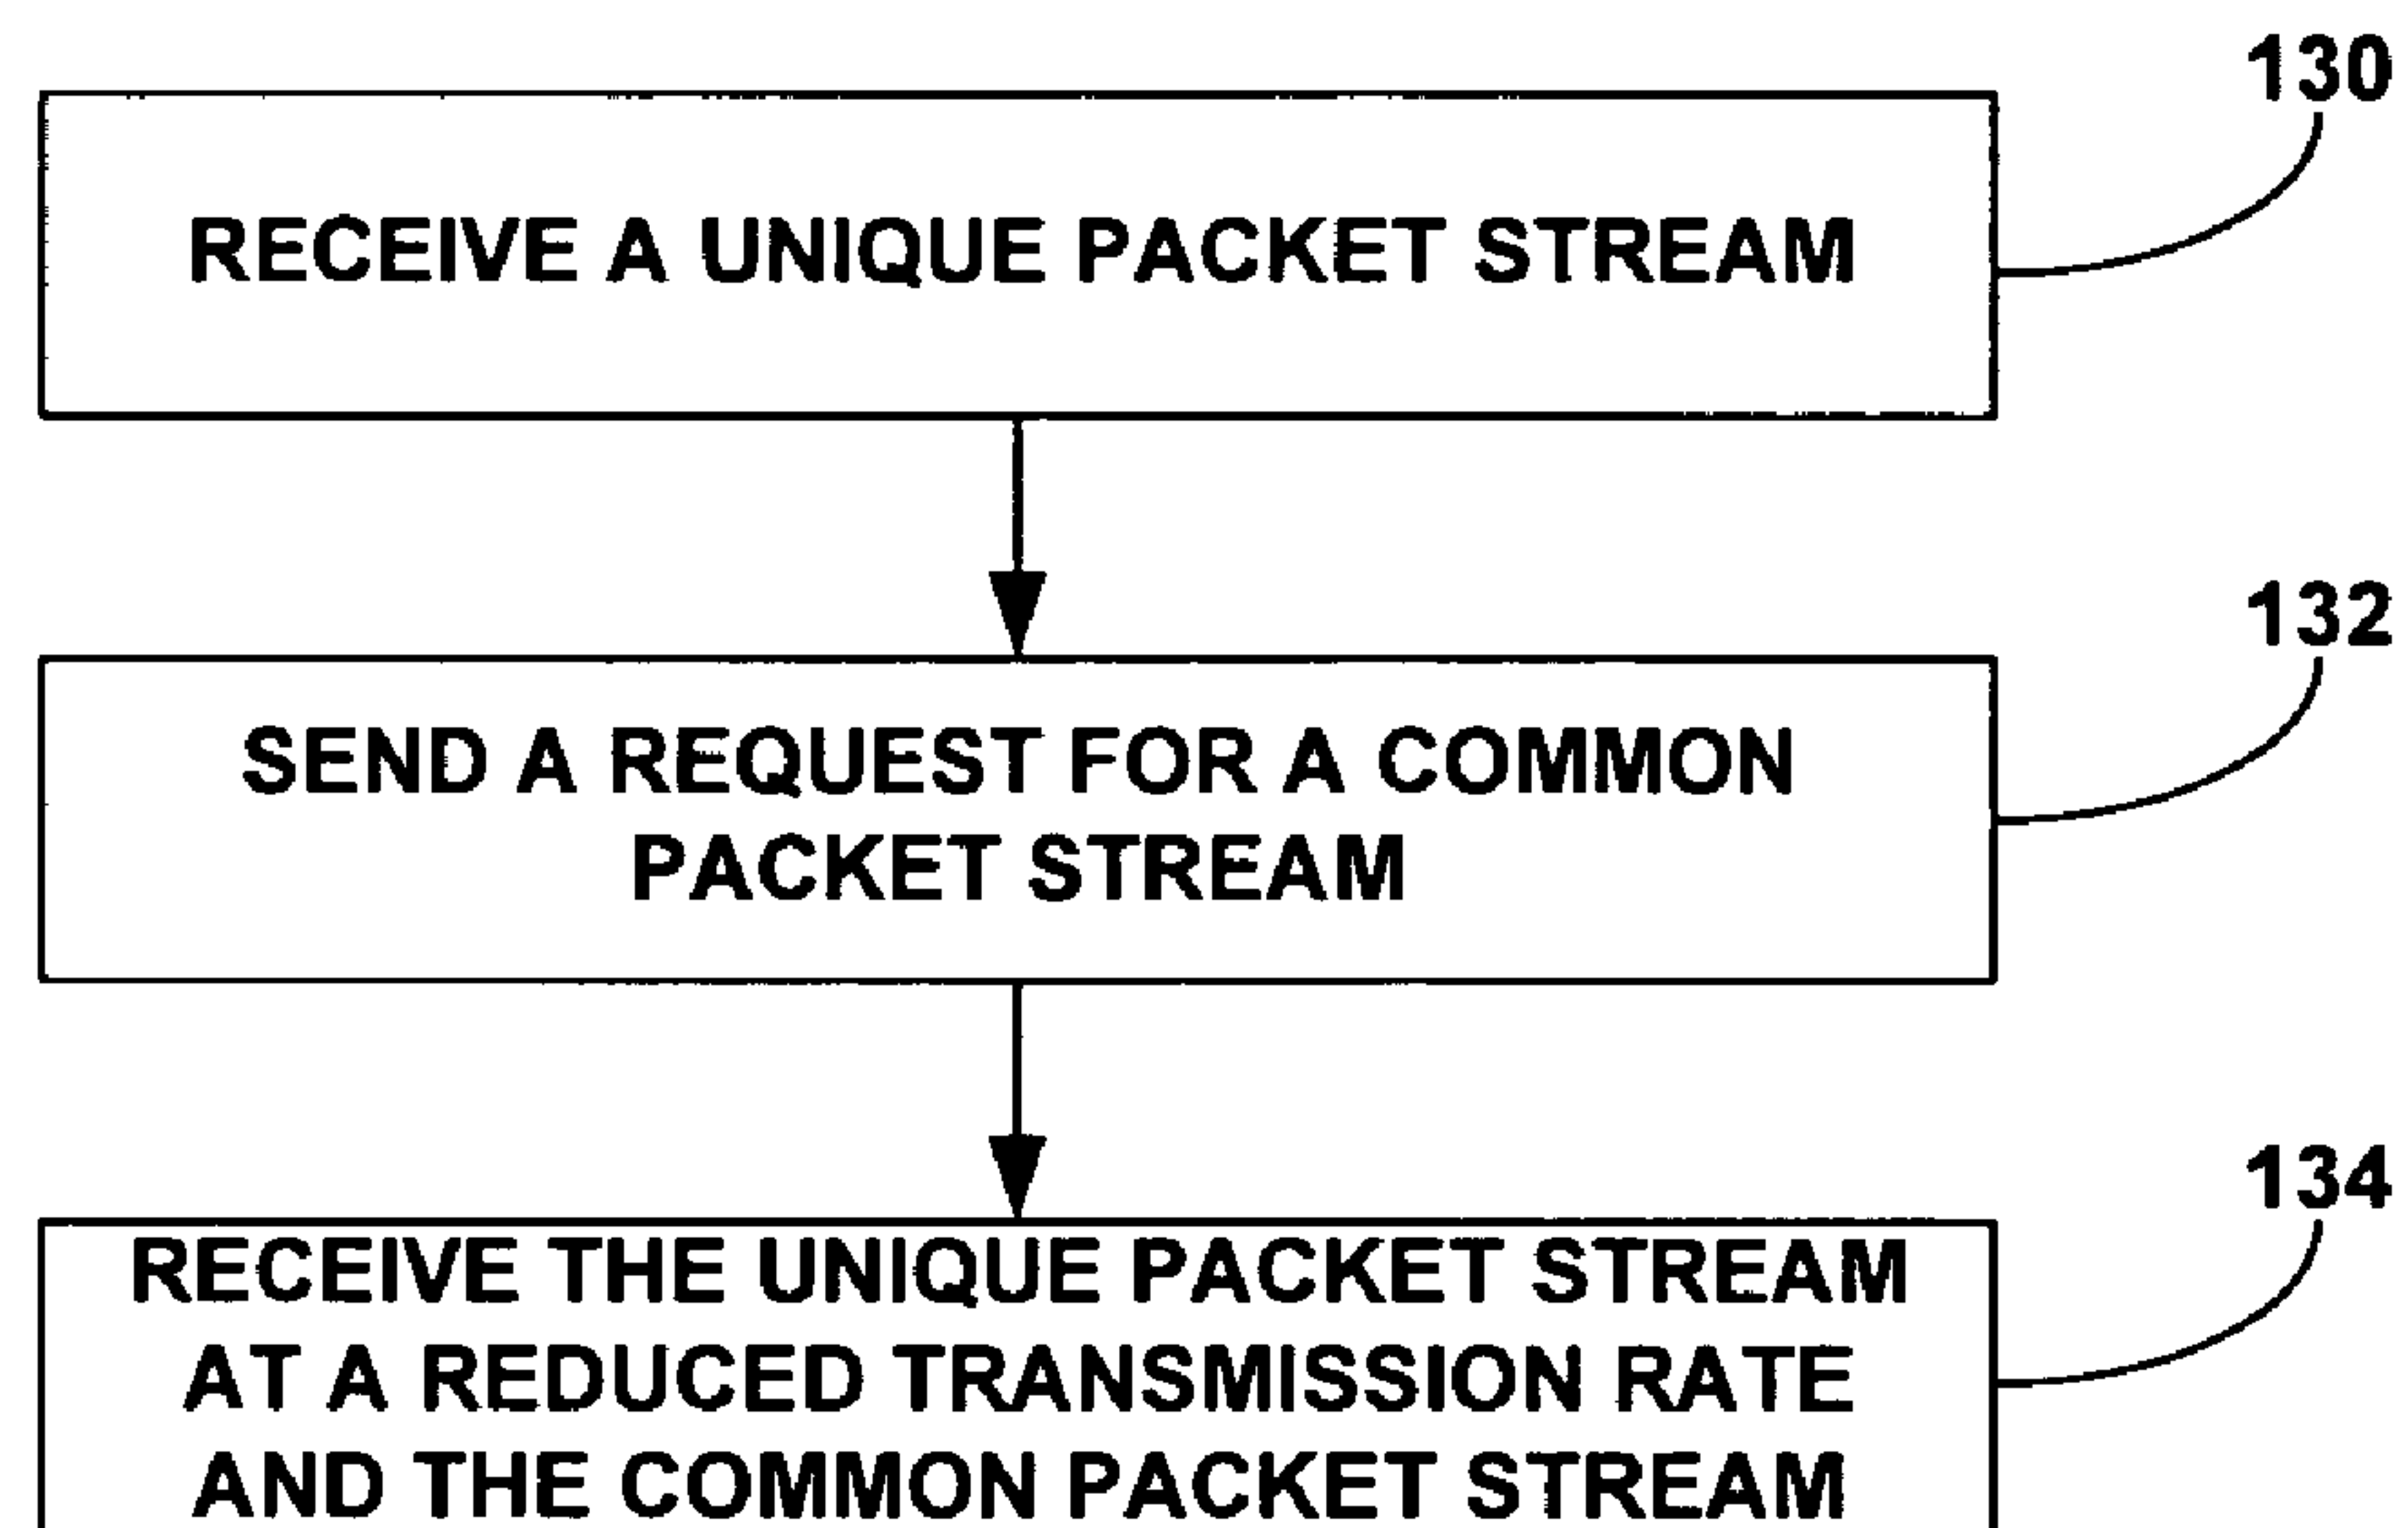 130
RECEIVE A UNIQUE PACKET STREAM
132
SEND A REQUEST FOR A COMMON
PACKET STREAM
134
RECEIVE THE UNIQUE PACKET STREAM
AT A REDUCED TRANSMISSION RATE
AND THE COMMON PACKET STREAM